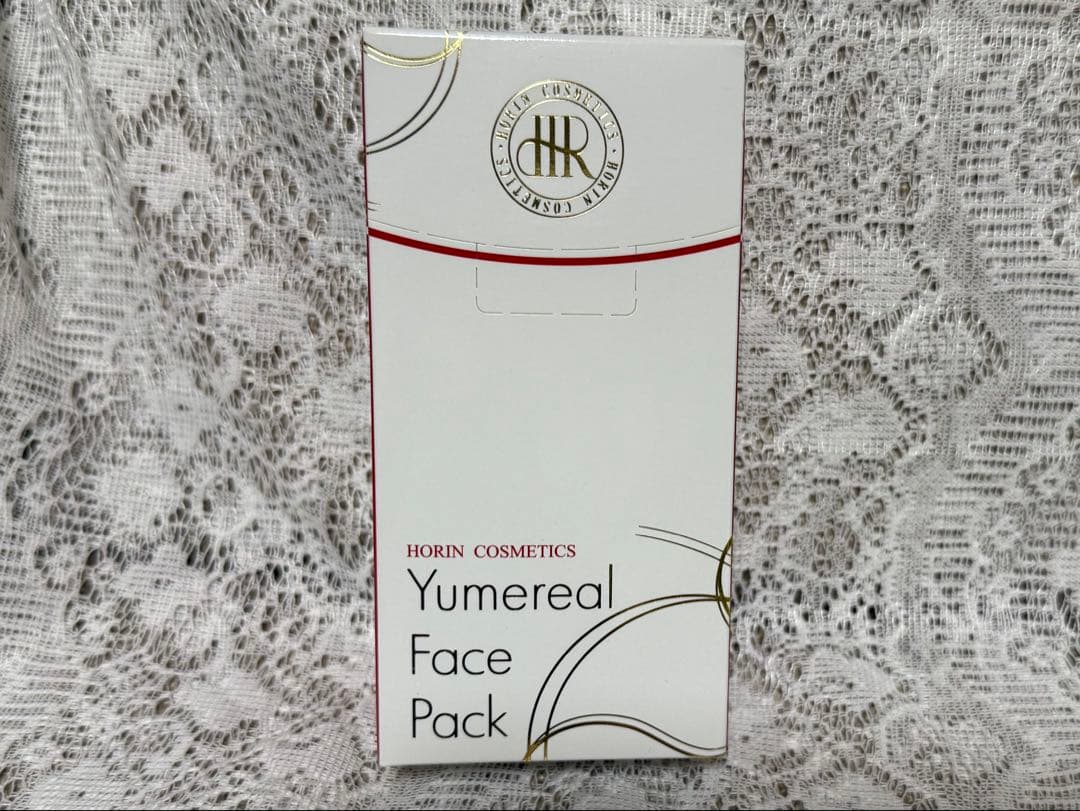 HORIN COSMETICS · HORIN COSMETICS ·
HR
HORIN COSMETICS
Yumereal
Face
Pack